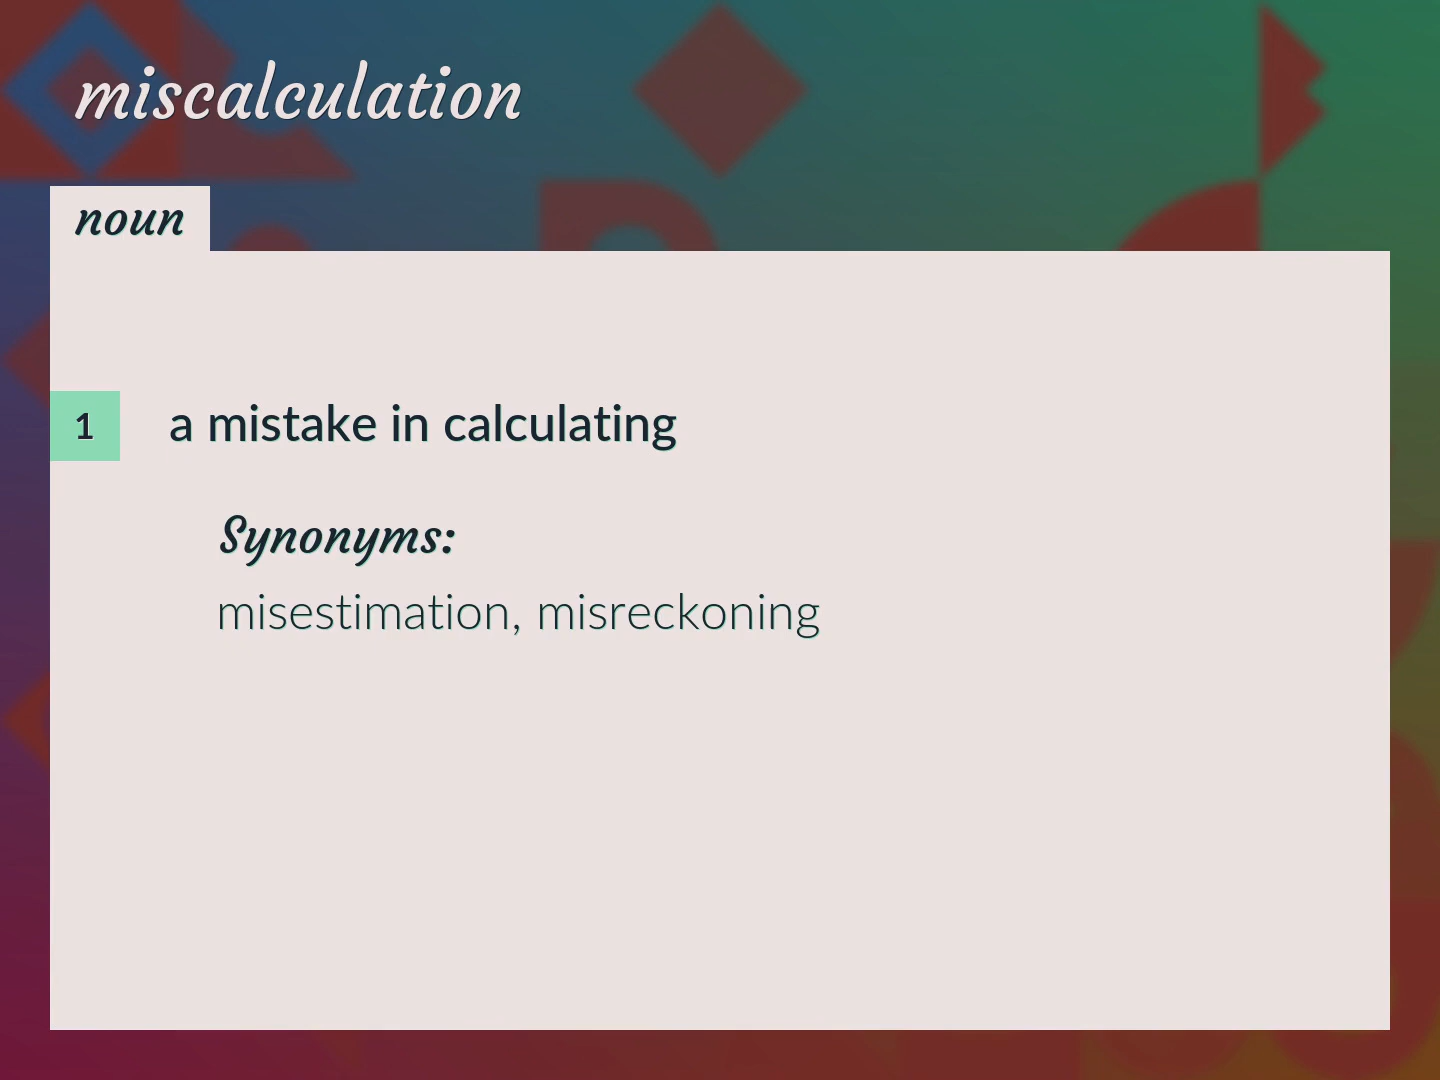 miscalculation
noun
1 a mistake in calculating
Synonyms:
misestimation, misreckoning